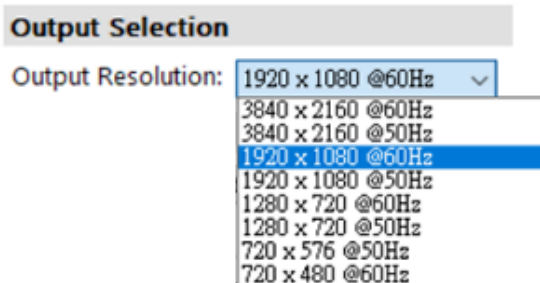 Output Selection
Output Resolution: 1920 x 1080 @60Hz
3840 x 2160 @60Hz
3840 x 2160 @50Hz
1920 x 1080 @60Hz
1920 x 1080 @50Hz
1280 x 720 @60Hz
1280 x 720 @50Hz
720 x 576 @50Hz
720 x 480 @60Hz